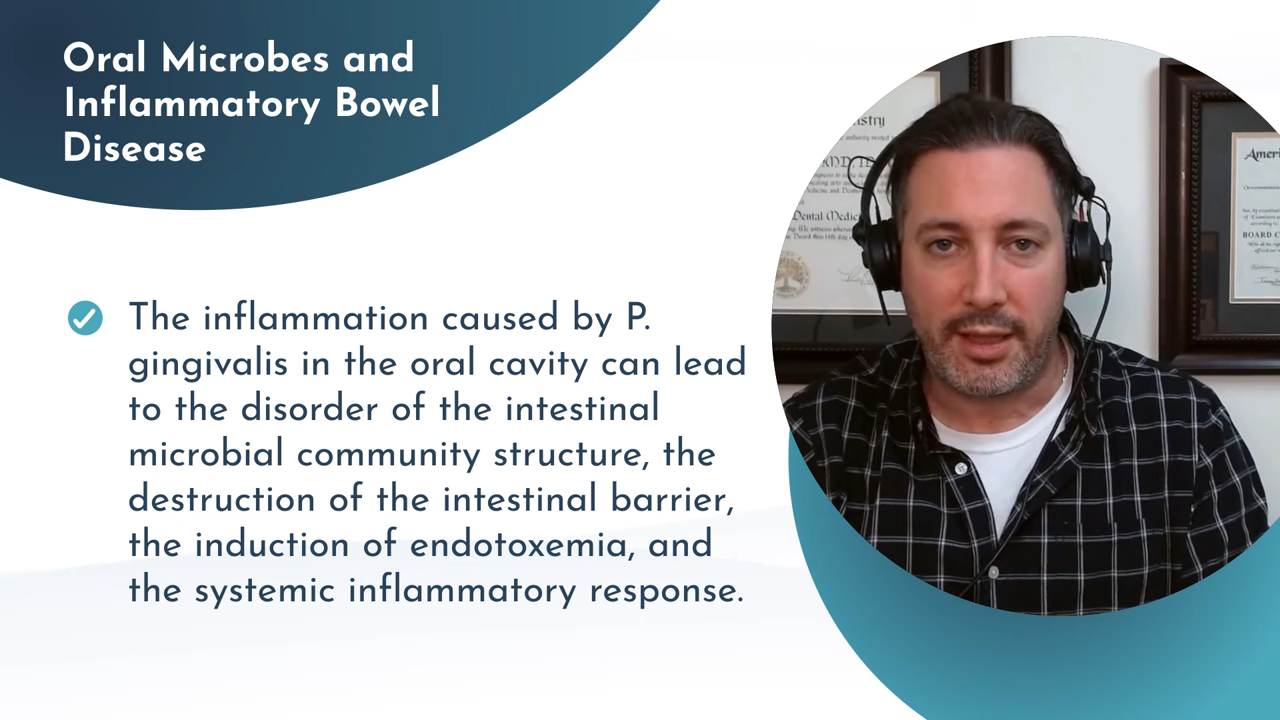 Oral Microbes and
Inflammatory Bowel
Disease
The inflammation caused by P.
gingivalis in the oral cavity can lead
to the disorder of the intestinal
microbial community structure, the
destruction of the intestinal barrier,
the induction of endotoxemia, and
the systemic inflammatory response.
Dental Medic
Ameri
BOARD C